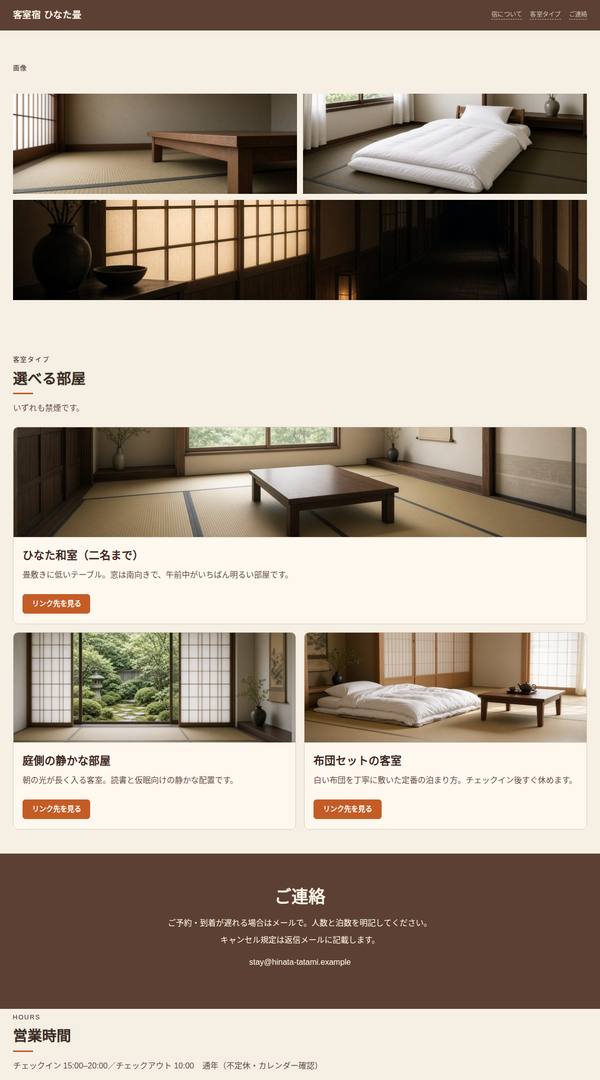 客室宿 ひなた畳
宿について 客室タイプ ご連絡
画像
客室タイプ
選べる部屋
いずれも禁煙です。
ひなた和室（二名まで）
畳敷きに低いテーブル。窓は南向きで、午前中がいちばん明るい部屋です。
リンク先を見る
庭側の静かな部屋
朝の光が長く入る客室。読書と仮眠向けの静かな配置です。
リンク先を見る
布団セットの客室
白い布団を丁寧に敷いた定番の泊まり方。チェックイン後すぐ休めます。
リンク先を見る
ご連絡
ご予約・到着が遅れる場合はメールで。人数と泊数を明記してください。
キャンセル規定は返信メールに記載します。
stay@hinata-tatami.example
HOURS
営業時間
チェックイン 15:00–20:00／チェックアウト 10:00　通年（不定休・カレンダー確認）